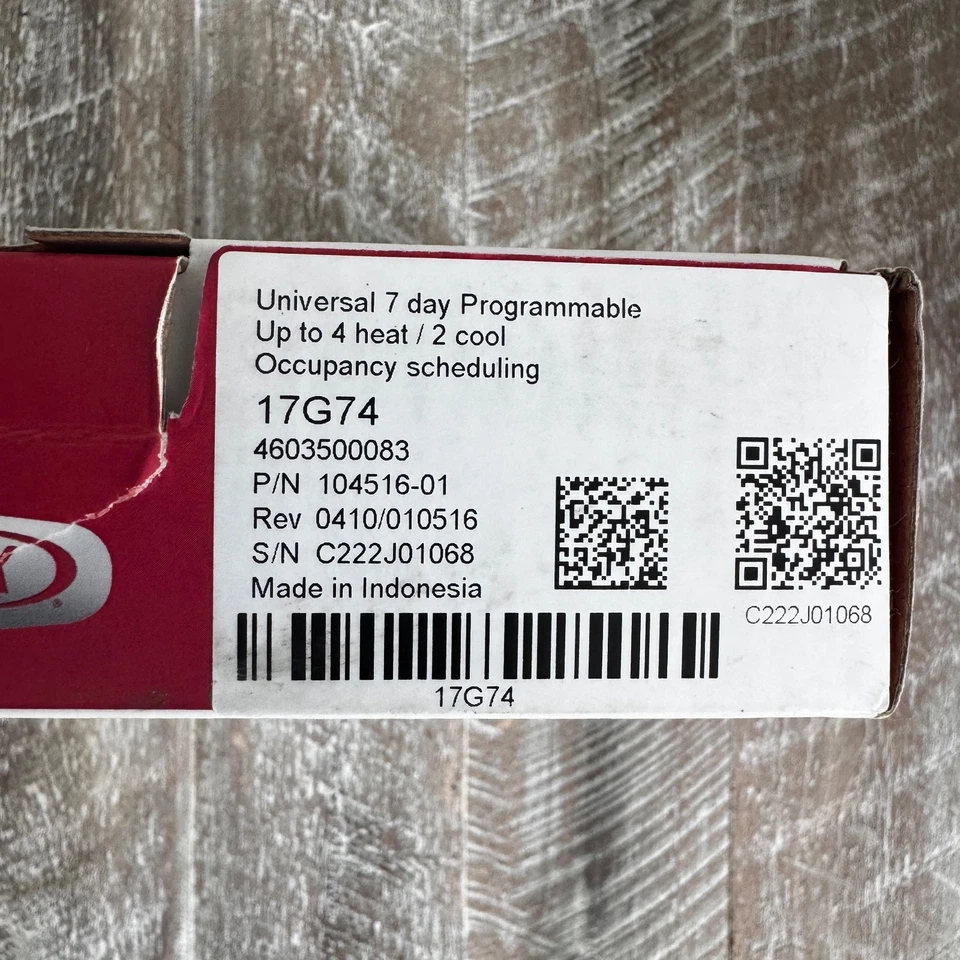 Universal 7 day Programmable
Up to 4 heat / 2 cool
Occupancy scheduling
17G74
4603500083
P/N 104516-01
Rev 0410/010516
S/N C222J01068
Made in Indonesia
C222J01068
17G74
®